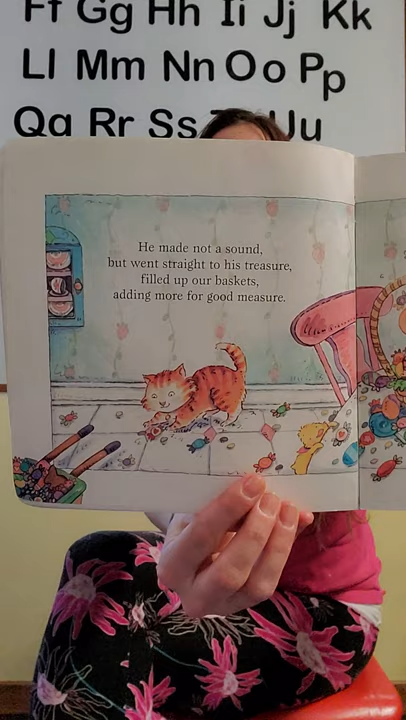 Ff Gg Hh Ii Jj Kk
Ll Mm Nn Oo Pp
Qq Rr Ss Uu
He made not a sound,
but went straight to his treasure,
filled up our baskets,
adding more for good measure.